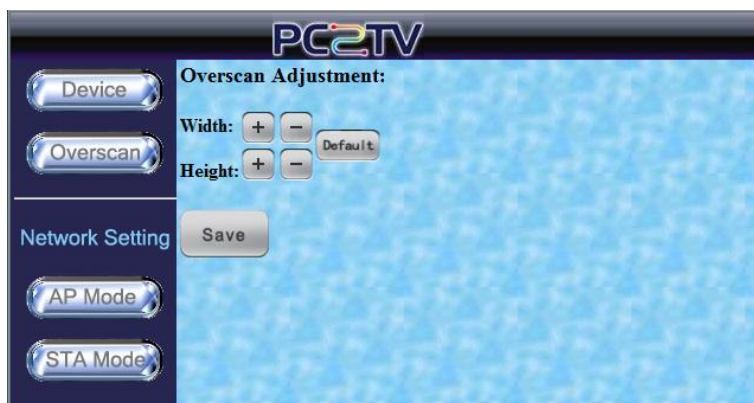 PC2TV
Device
Overscan
Network Setting
AP Mode
STA Mode
Overscan Adjustment:
Width: + -
Default
Height: + -
Save